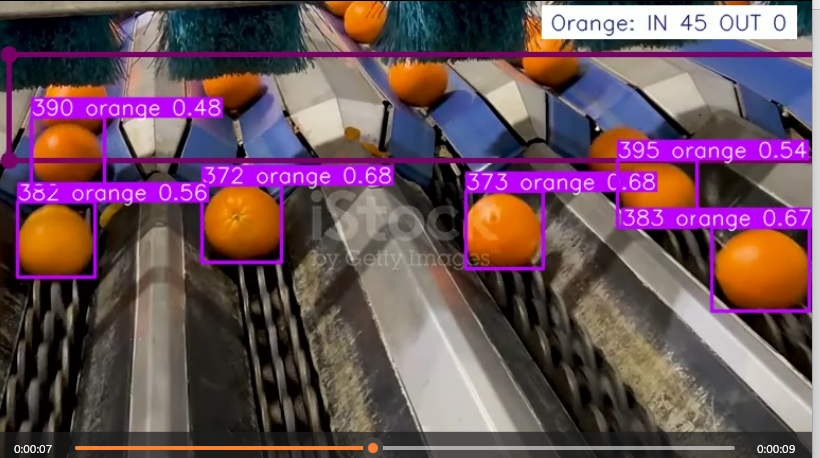 Orange: IN 45 OUT 0
390 orange 0.48
395 orange 0.54
382 orange 0.56
372 orange 0.68
373 orange 0.68
383 orange 0.67
iStock
by Getty Images
0:00:07
0:00:09